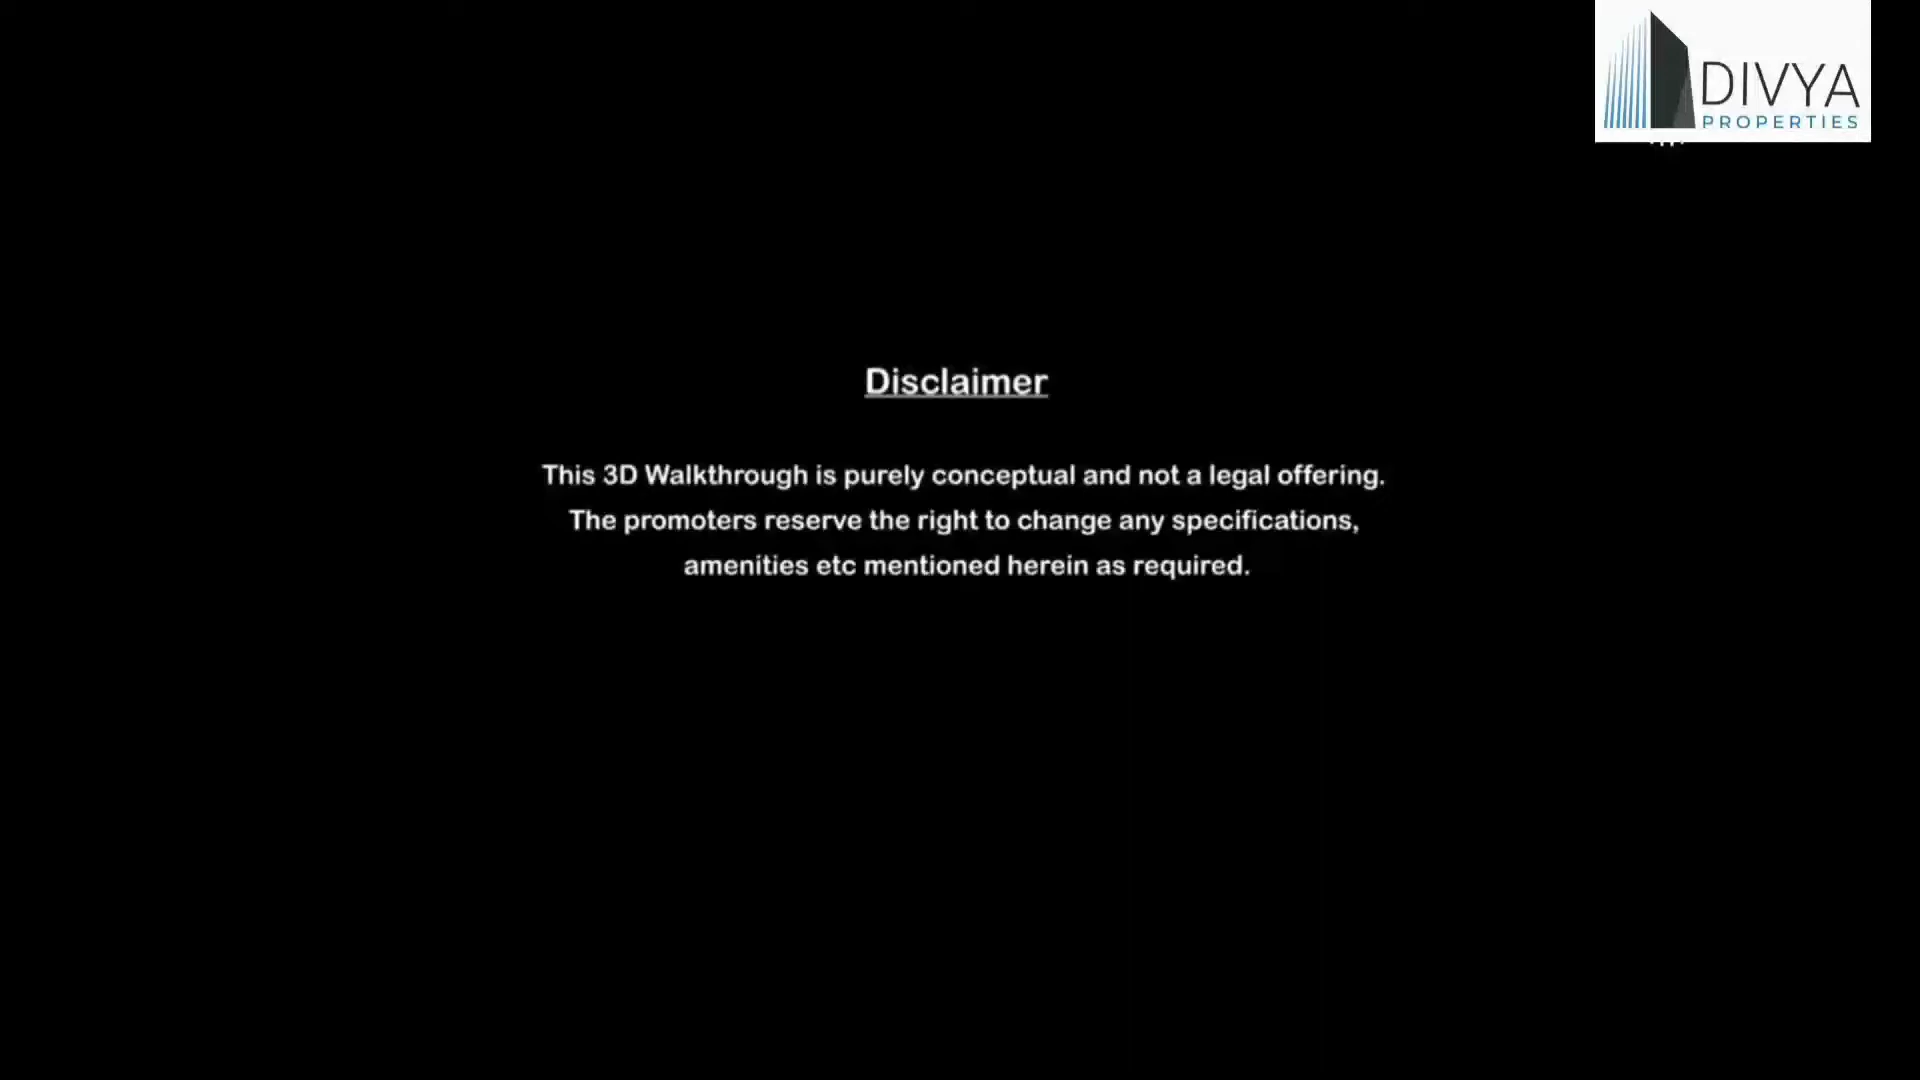 DIVYA
PROPERTIES
Disclaimer
This 3D Walkthrough is purely conceptual and not a legal offering.
The promoters reserve the right to change any specifications,
amenities etc mentioned herein as required.